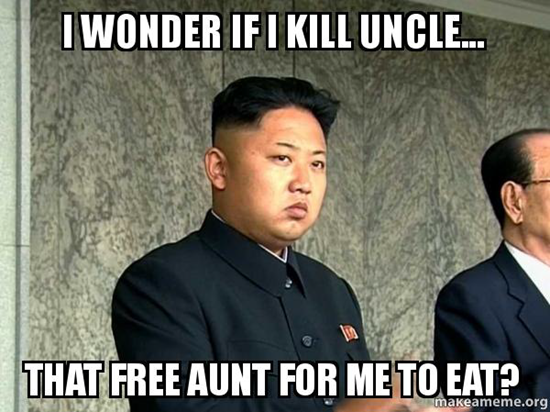 I WONDER IF I KILL UNCLE...
THAT FREE AUNT FOR ME TO EAT?
makeameme.org